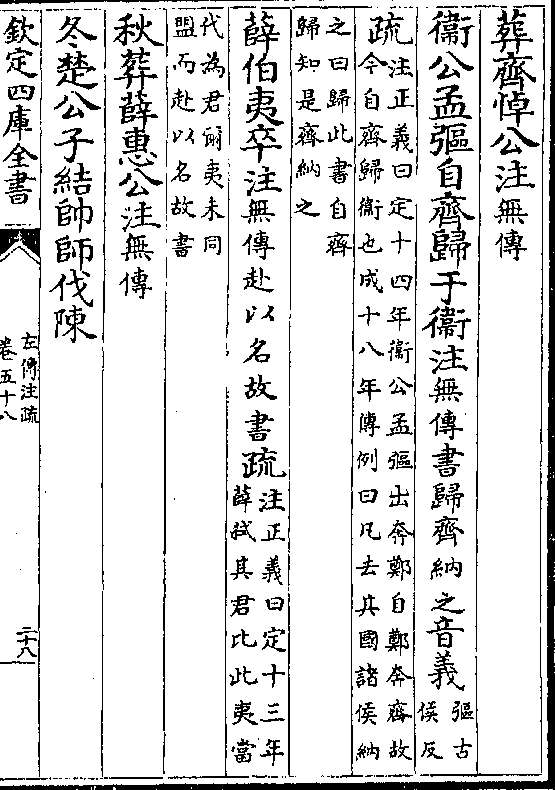 葬齊悼公注無傳
衞公孟彄自齊歸于衞注無傳書歸齊納之音義彄古
侯反
疏注正義曰定十四年衞公孟彄出奔鄭自鄭奔齊故
今自齊歸衞也成十八年傳例曰凡去其國諸侯納
之曰歸此書自齊
歸知是齊納之
薛伯夷卒注無傳赴以名故書疏注正義曰定十三年
薛弑其君比此夷當
代為君爾夷未同
盟而赴以名故書
秋葬薛惠公注無傳
冬楚公子結帥師伐陳
欽定四庫全書
左傳注疏
卷五十八
二十八